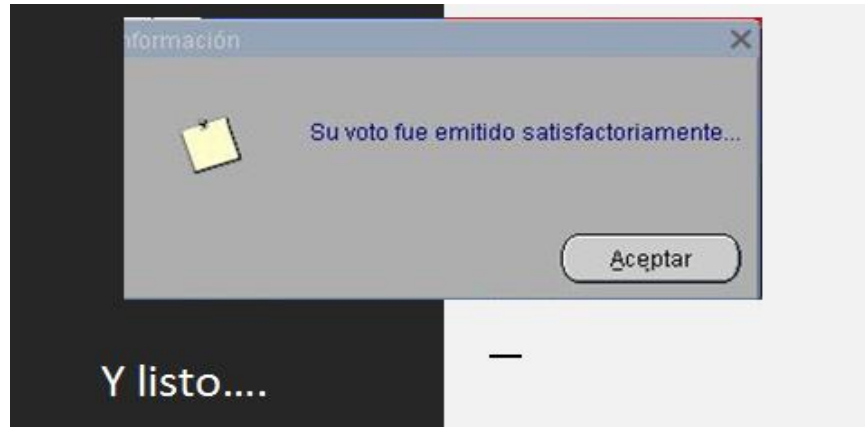 nformación
Su voto fue emitido satisfactoriamente...
Aceptar
Y listo....